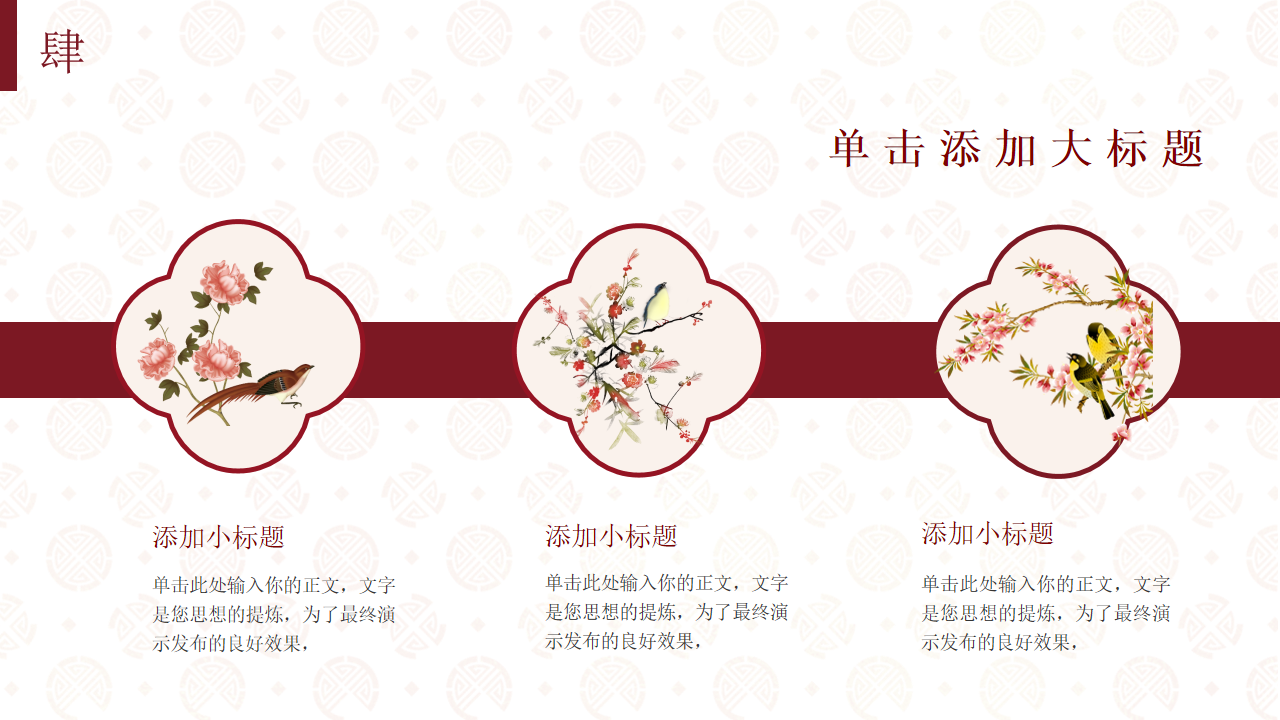 肆
单击添加大标题
添加小标题
单击此处输入你的正文，文字
是您思想的提炼，为了最终演
示发布的良好效果，
添加小标题
单击此处输入你的正文，文字
是您思想的提炼，为了最终演
示发布的良好效果，
添加小标题
单击此处输入你的正文，文字
是您思想的提炼，为了最终演
示发布的良好效果，